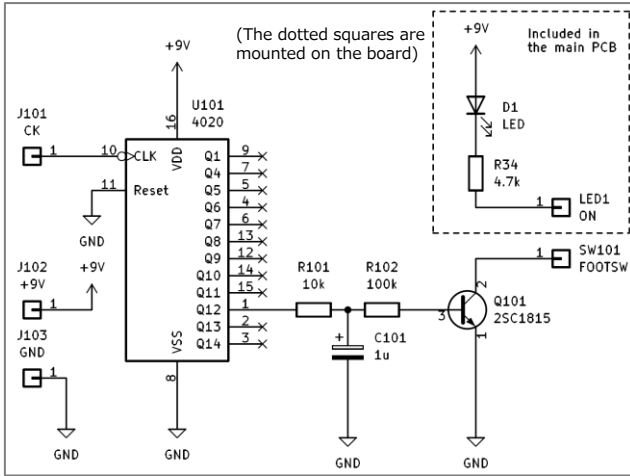 (The dotted squares are
mounted on the board)
Included in
the main PCB
+9V
+9V
D1
LED
R34
4.7k
1
LED1
ON
J101
CK
1
U101
4020
16
VDD
10
CLK
11
Reset
GND
Q1
9
Q4
7
Q5
5
Q6
4
Q7
6
Q8
13
Q9
12
Q10
14
Q11
15
Q12
1
Q13
2
Q14
3
VSS
8
J102
+9V
1
+9V
J103
GND
1
R101
10k
R102
100k
+
C101
1u
1
SW101
FOOTSW
2
Q101
2SC1815
3
1
GND
GND
GND
GND